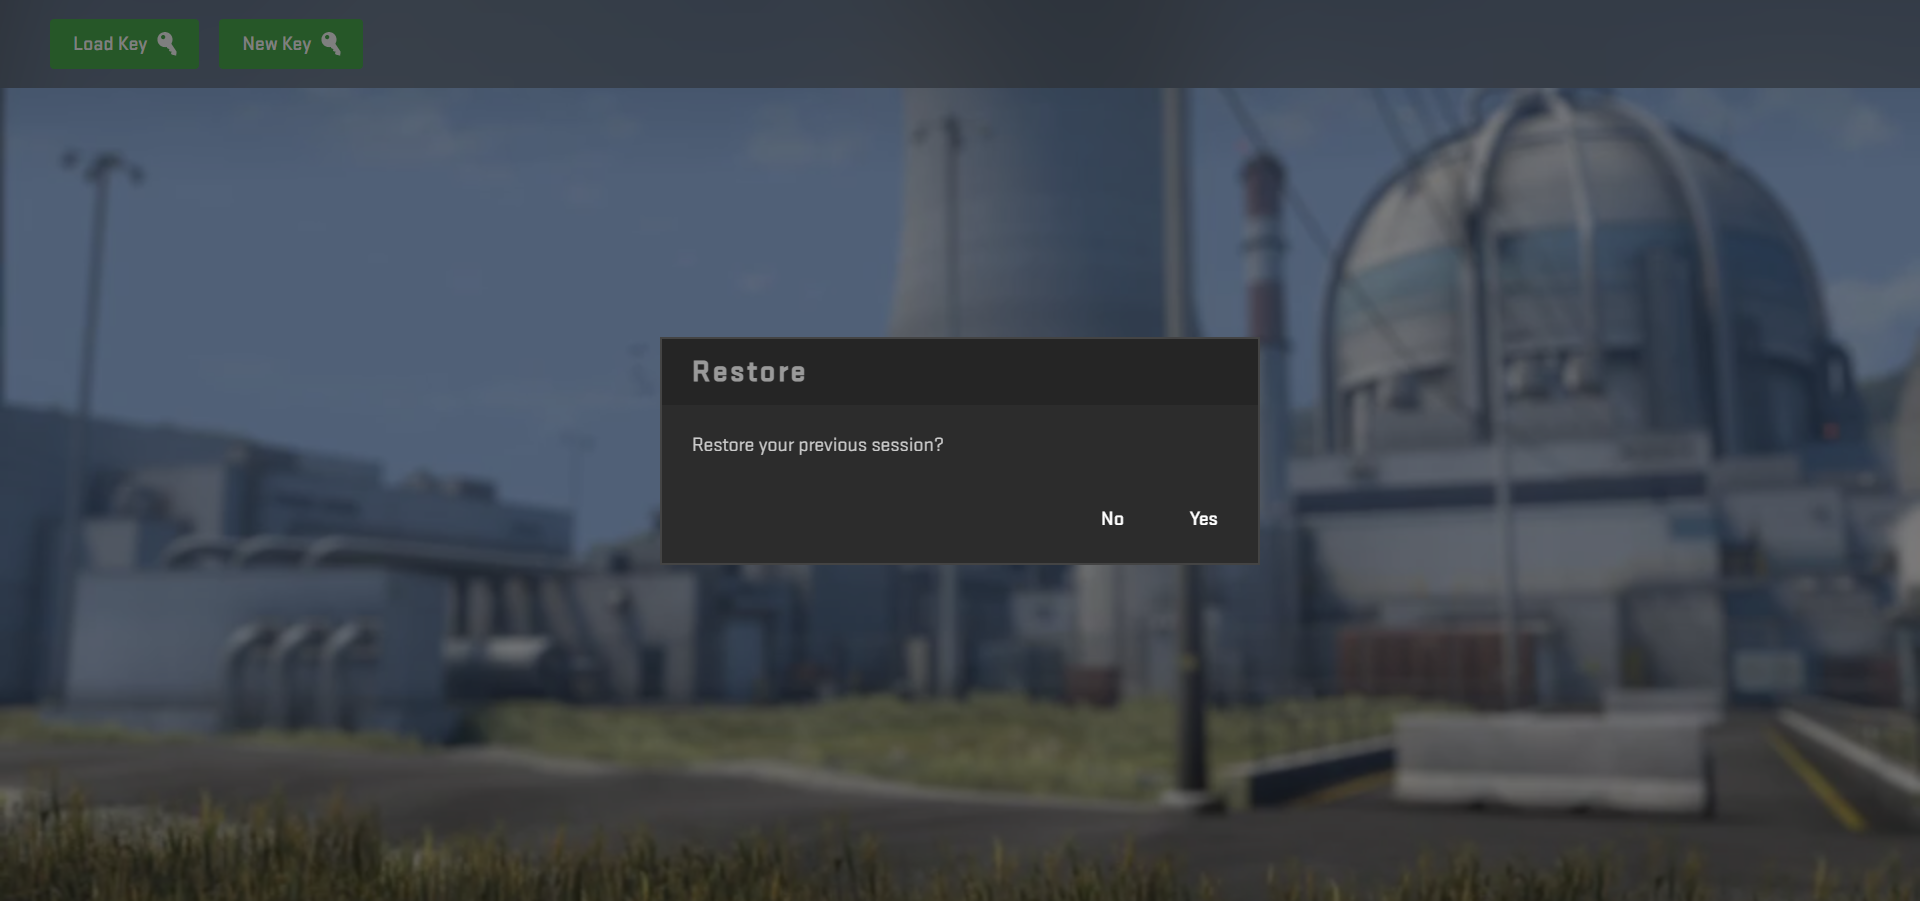 Load Key
New Key
Restore
Restore your previous session?
No
Yes